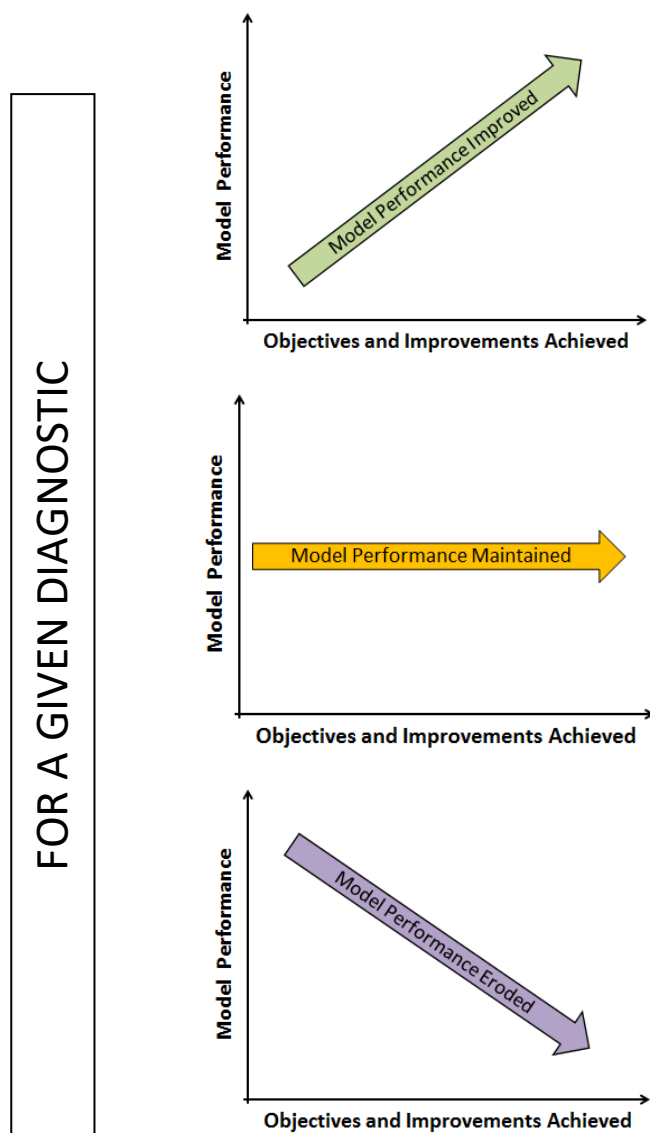 FOR A GIVEN DIAGNOSTIC
Model Performance
Model Performance Improved
Objectives and Improvements Achieved
Model Performance
Model Performance Maintained
Objectives and Improvements Achieved
Model Performance
Model Performance Eroded
Objectives and Improvements Achieved